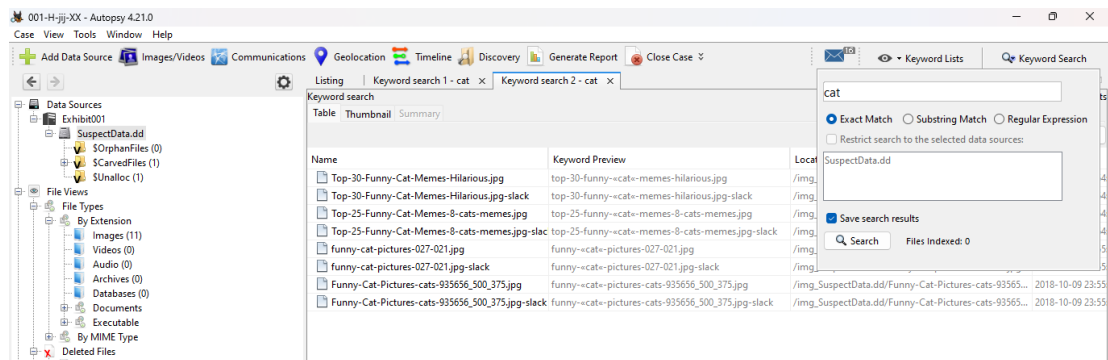 001-H-jij-XX - Autopsy 4.21.0
Case View Tools Window Help
Add Data Source Images/Videos Communications Geolocation Timeline Discovery Generate Report Close Case 16 Keyword Lists Keyword Search
Listing Keyword search 1 - cat × Keyword search 2 - cat ×
Keyword search
Table Thumbnail Summary
Name Keyword Preview
Top-30-Funny-Cat-Memes-Hilarious.jpg top-30-funny-«cat«-memes-hilarious.jpg /img_
Top-30-Funny-Cat-Memes-Hilarious.jpg-slack top-30-funny-«cat«-memes-hilarious.jpg-slack /img_
Top-25-Funny-Cat-Memes-8-cats-memes.jpg top-25-funny-«cat«-memes-8-cats-memes.jpg /img_
Top-25-Funny-Cat-Memes-8-cats-memes.jpg-slac top-25-funny-«cat«-memes-8-cats-memes.jpg-slack /img_
funny-cat-pictures-027-021.jpg funny-«cat«-pictures-027-021.jpg /img_
funny-cat-pictures-027-021.jpg-slack funny-«cat«-pictures-027-021.jpg-slack /img_
Funny-Cat-Pictures-cats-935656_500_375.jpg funny-«cat«-pictures-cats-935656_500_375.jpg /img_SuspectData.dd/Funny-Cat-Pictures-cats-93565... 2018-10-09 23:55
Funny-Cat-Pictures-cats-935656_500_375.jpg-slack funny-«cat«-pictures-cats-935656_500_375.jpg-slack /img_SuspectData.dd/Funny-Cat-Pictures-cats-93565... 2018-10-09 23:55
cat
Exact Match Substring Match Regular Expression
Restrict search to the selected data sources:
SuspectData.dd
Save search results
Search Files Indexed: 0
Data Sources
Exhibit001
SuspectData.dd
$OrphanFiles (0)
$CarvedFiles (1)
$Unalloc (1)
File Views
File Types
By Extension
Images (11)
Videos (0)
Audio (0)
Archives (0)
Databases (0)
Documents
Executable
By MIME Type
Deleted Files